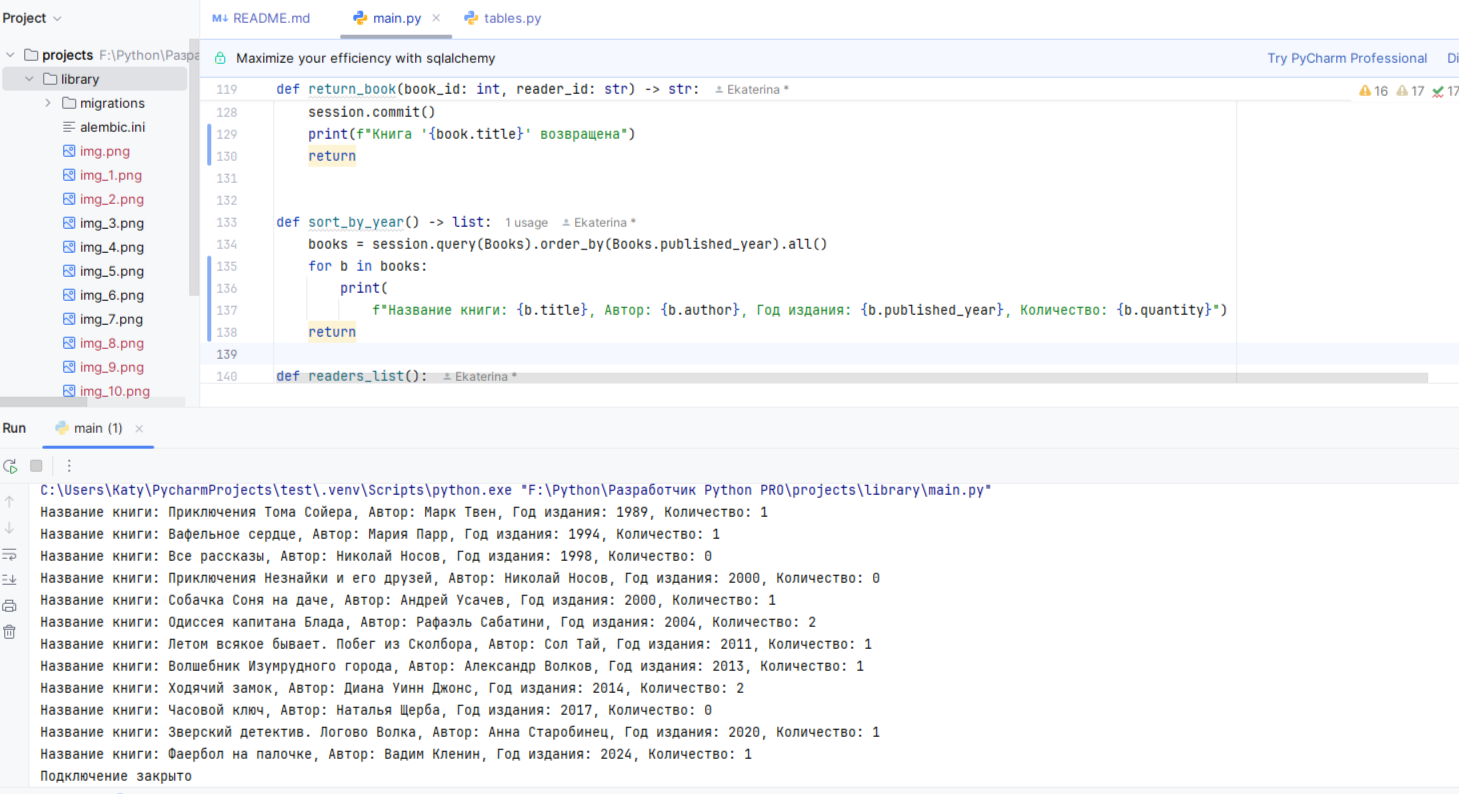 Project
README.md
main.py
tables.py
projects F:\Python\Разра
library
migrations
alembic.ini
img.png
img_1.png
img_2.png
img_3.png
img_4.png
img_5.png
img_6.png
img_7.png
img_8.png
img_9.png
img_10.png
Maximize your efficiency with sqlalchemy
Try PyCharm Professional
Di
119 def return_book(book_id: int, reader_id: str) -> str: Ekaterina *
16 17 17
128 session.commit()
129 print(f"Книга '{book.title}' возвращена")
130 return
131
132
133 def sort_by_year() -> list: 1 usage Ekaterina *
134 books = session.query(Books).order_by(Books.published_year).all()
135 for b in books:
136 print(
137 f"Название книги: {b.title}, Автор: {b.author}, Год издания: {b.published_year}, Количество: {b.quantity}")
138 return
139
140 def readers_list(): Ekaterina *
Run
main (1)
C:\Users\Katy\PycharmProjects\test\.venv\Scripts\python.exe "F:\Python\Разработчик Python PRO\projects\library\main.py"
Название книги: Приключения Тома Сойера, Автор: Марк Твен, Год издания: 1989, Количество: 1
Название книги: Вафельное сердце, Автор: Мария Парр, Год издания: 1994, Количество: 1
Название книги: Все рассказы, Автор: Николай Носов, Год издания: 1998, Количество: 0
Название книги: Приключения Незнайки и его друзей, Автор: Николай Носов, Год издания: 2000, Количество: 0
Название книги: Собачка Соня на даче, Автор: Андрей Усачев, Год издания: 2000, Количество: 1
Название книги: Одиссея капитана Блада, Автор: Рафаэль Сабатини, Год издания: 2004, Количество: 2
Название книги: Летом всякое бывает. Побег из Сколбора, Автор: Сол Тай, Год издания: 2011, Количество: 1
Название книги: Волшебник Изумрудного города, Автор: Александр Волков, Год издания: 2013, Количество: 1
Название книги: Ходячий замок, Автор: Диана Уинн Джонс, Год издания: 2014, Количество: 2
Название книги: Часовой ключ, Автор: Наталья Щерба, Год издания: 2017, Количество: 0
Название книги: Зверский детектив. Логово Волка, Автор: Анна Старобинец, Год издания: 2020, Количество: 1
Название книги: Фаербол на палочке, Автор: Вадим Кленин, Год издания: 2024, Количество: 1
Подключение закрыто